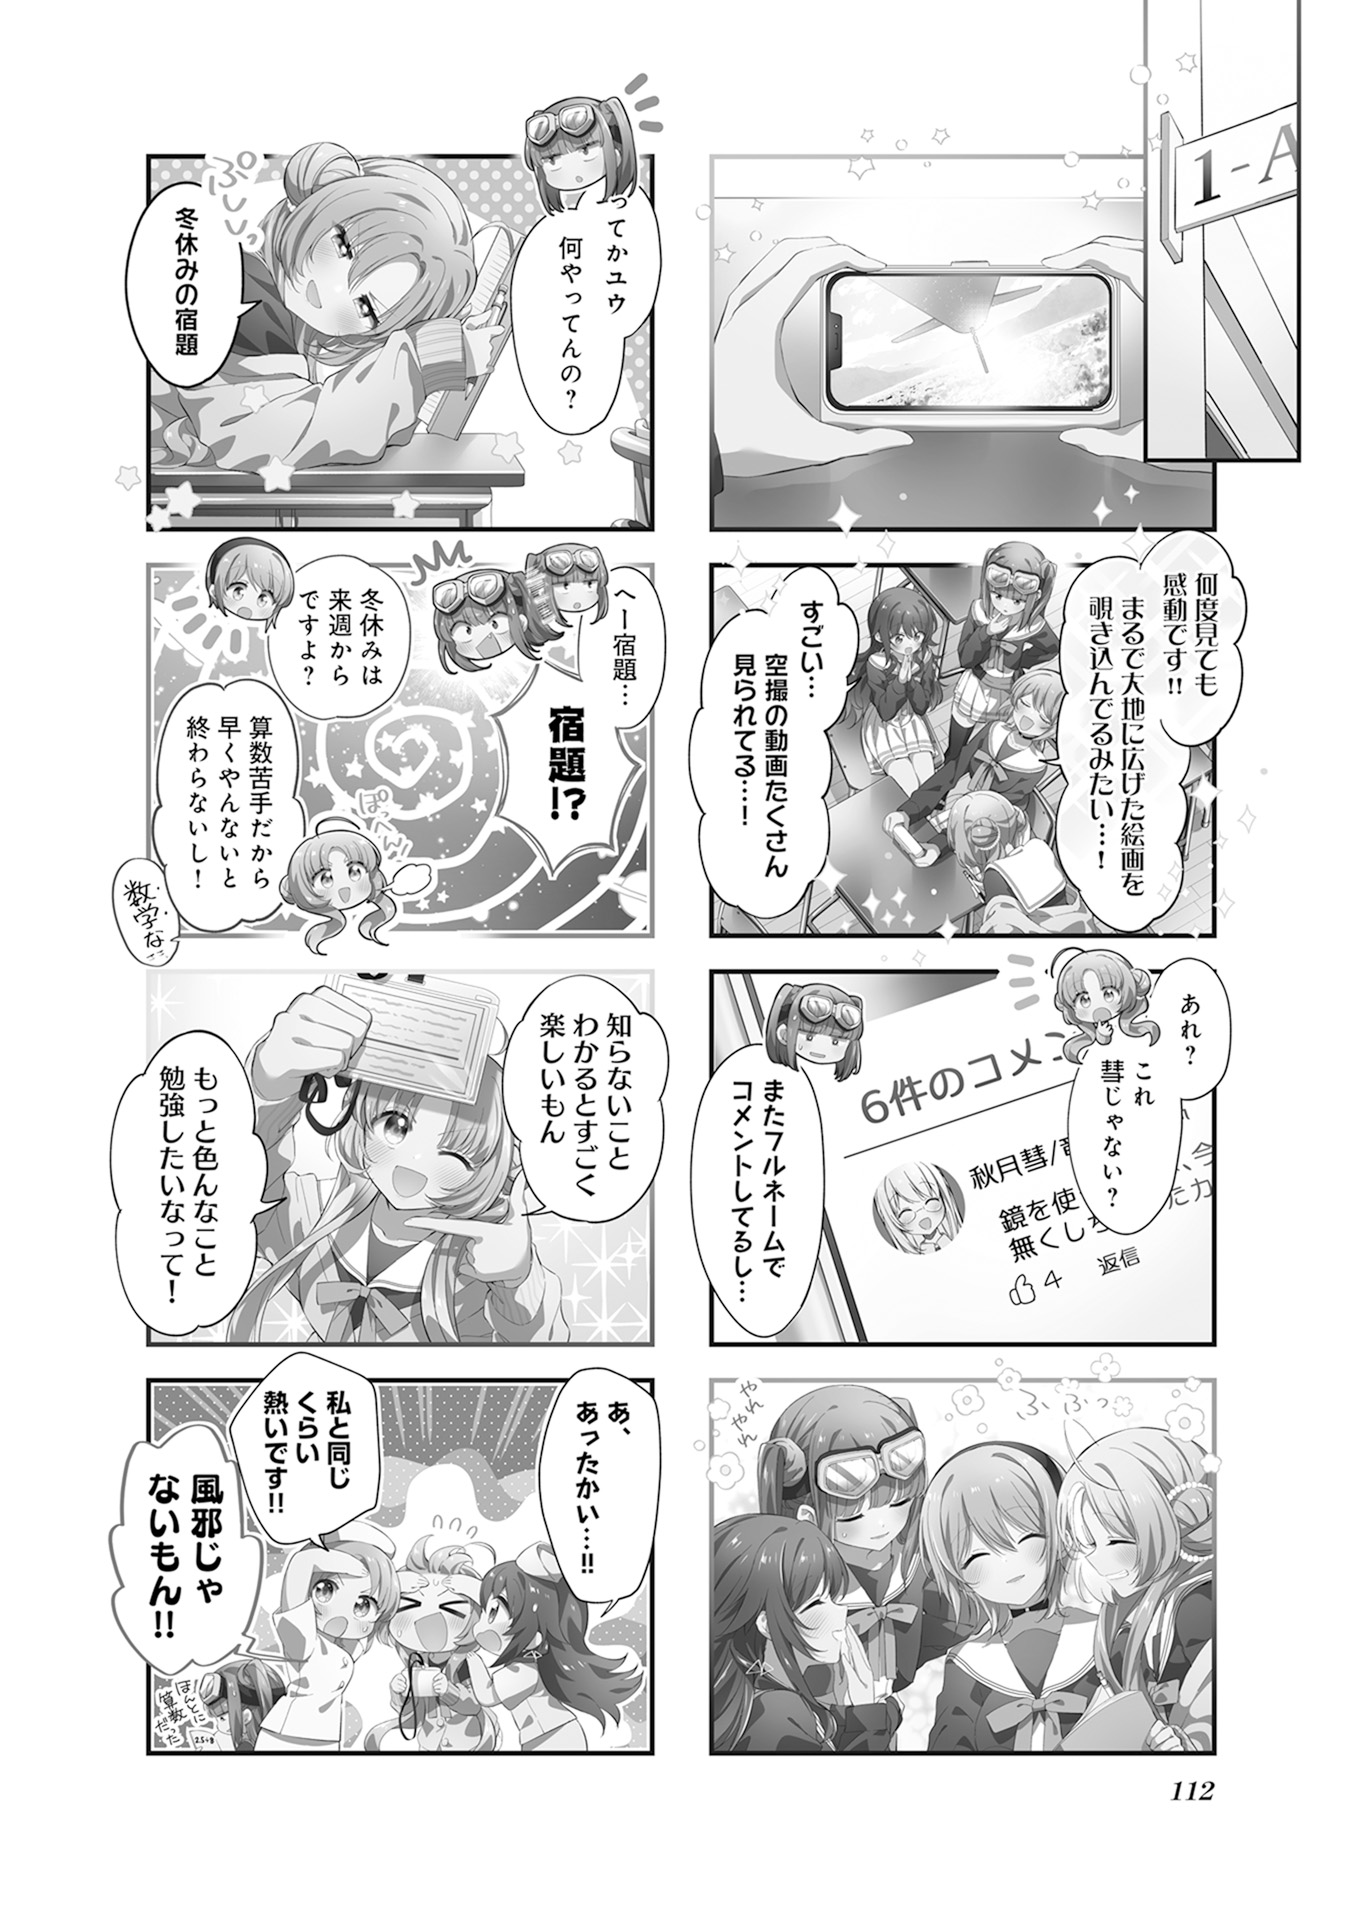 1-A
何度見ても
感動です!!
まるで大地に広げた絵画を
覗き込んでるみたい…!
すごい…
空撮の動画たくさん
見られてる…!
あれ?
これ
彗じゃない?
6件のコメン
秋月彗/
鏡を使
無くしち
た力
4
返信
またフルネームで
コメントしてるし…
ふふっ
やれ
やれ
ってかユウ
何やってんの?
ぷしぃっ
冬休みの宿題
へー宿題…
宿題!?
冬休みは
来週から
ですよ?
算数苦手だから
早くやんないと
終わらないし!
ぽへん!
数学な
知らないこと
わかるとすごく
楽しいもん
もっと色んなこと
勉強したいなって!
あ、
あったかい…!!
私と同じ
くらい
熱いです!!
風邪じゃ
ないもん!!
ほんとに
算数
だった
112